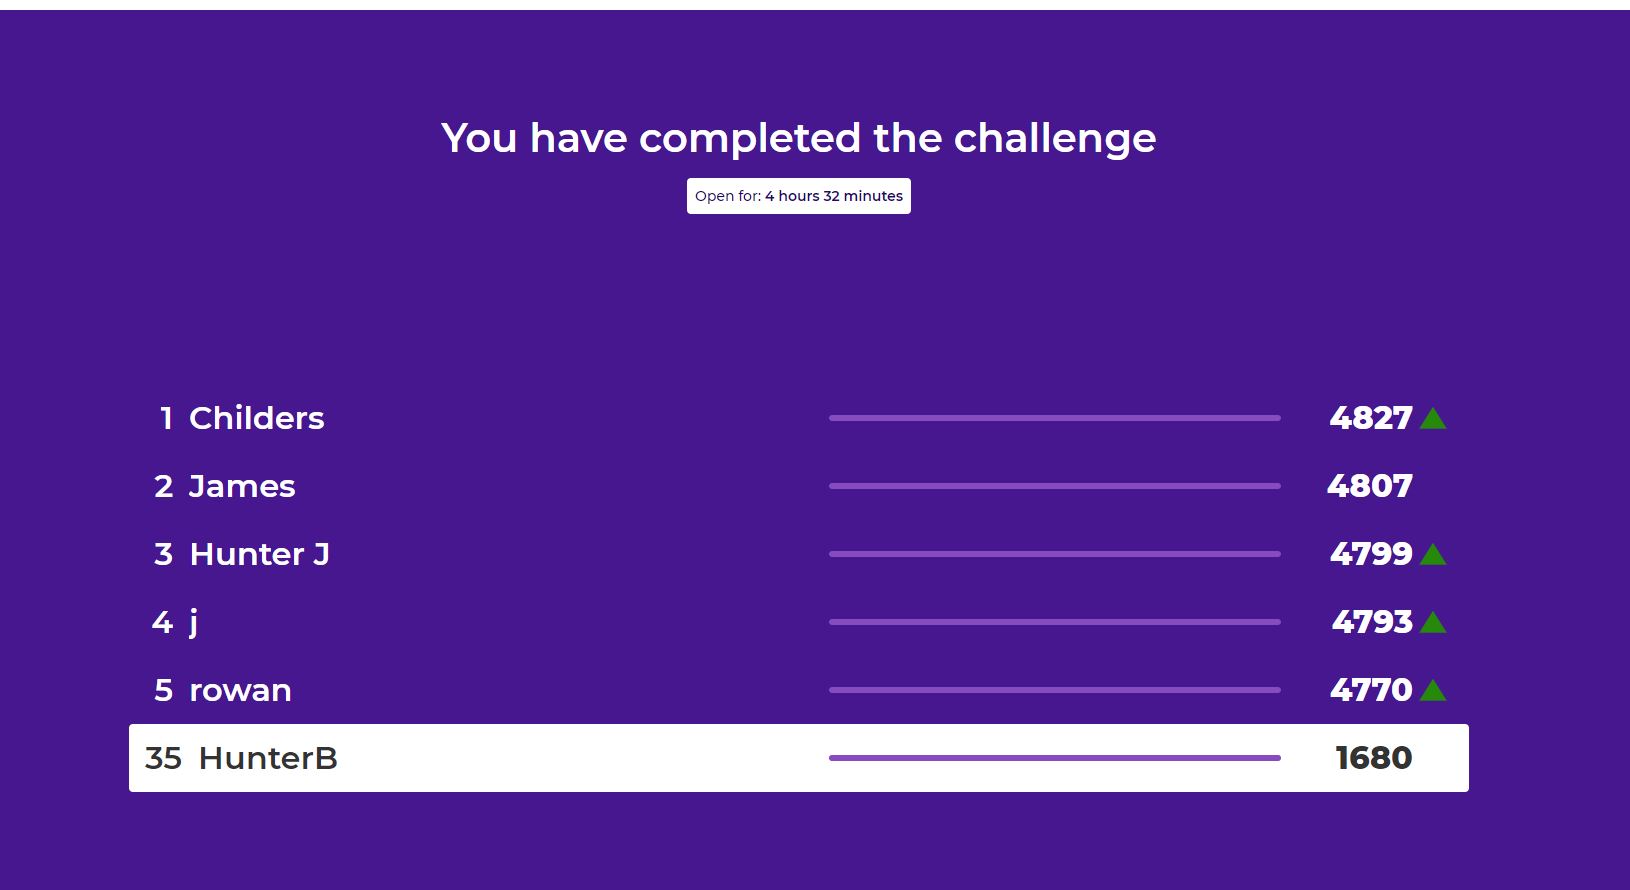 You have completed the challenge
Open for: 4 hours 32 minutes
1 Childers 4827
2 James 4807
3 Hunter J 4799
4 j 4793
5 rowan 4770
35 HunterB 1680